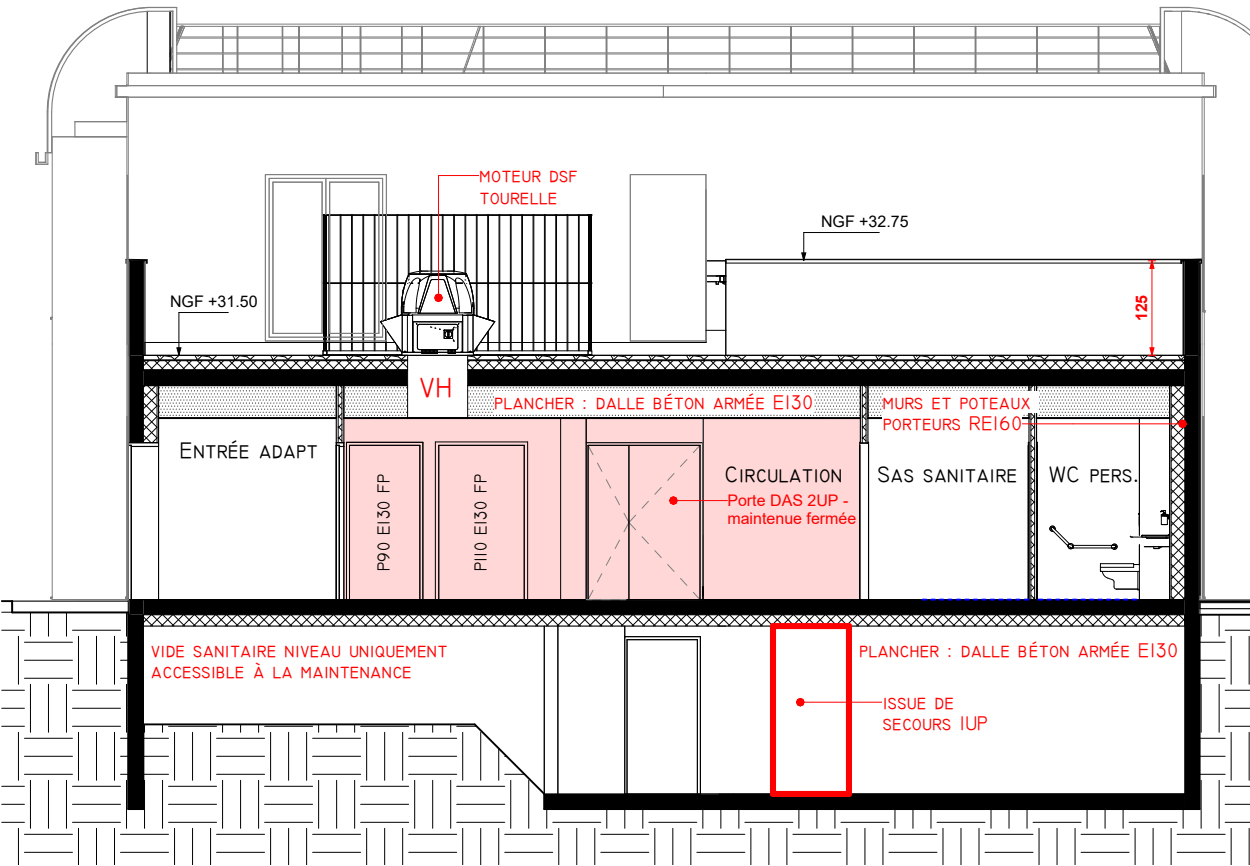 MOTEUR DSF
TOURELLE
NGF +32.75
NGF +31.50
125
VH
PLANCHER : DALLE BÉTON ARMÉE EI30
MURS ET POTEAUX
PORTEURS REI60
ENTRÉE ADAPT
P90 EI30 FP
P110 EI30 FP
CIRCULATION
Porte DAS 2UP -
maintenue fermée
SAS SANITAIRE
WC PERS.
VIDE SANITAIRE NIVEAU UNIQUEMENT
ACCESSIBLE À LA MAINTENANCE
PLANCHER : DALLE BÉTON ARMÉE EI30
ISSUE DE
SECOURS 1UP